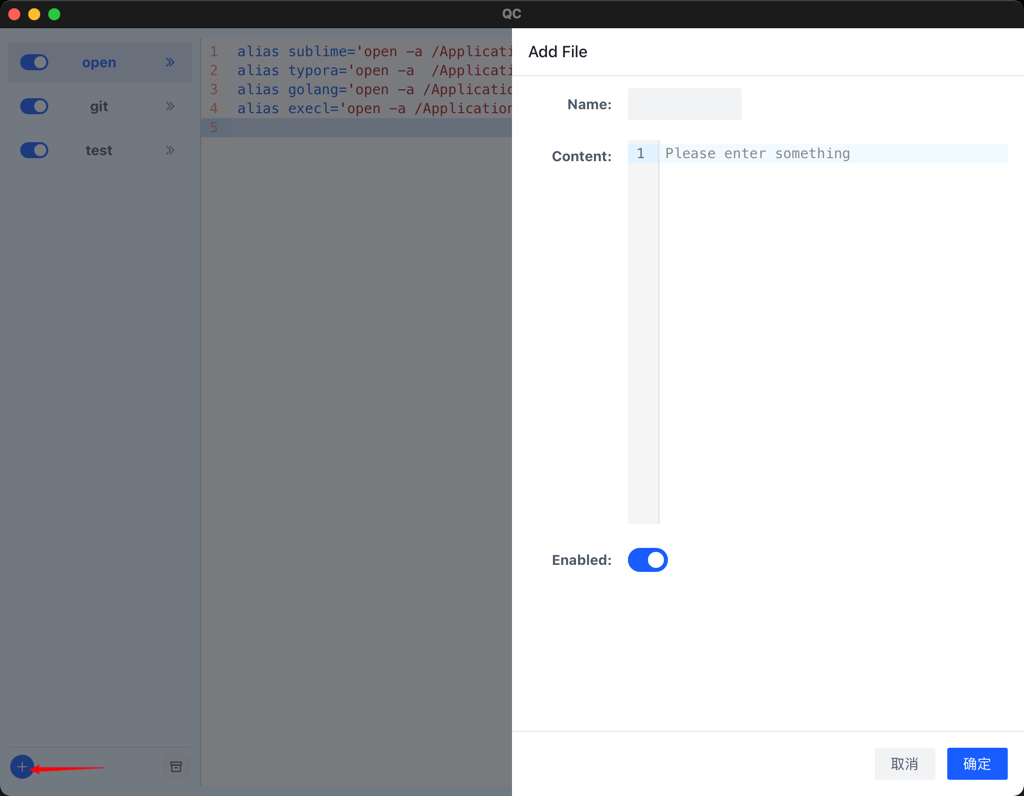 QC
open
git
test
1 alias sublime='open -a /Applicati
2 alias typora='open -a  /Applicati
3 alias golang='open -a /Applicatio
4 alias execl='open -a /Application
5
Add File
Name:
Content:
1 Please enter something
Enabled:
取消
确定